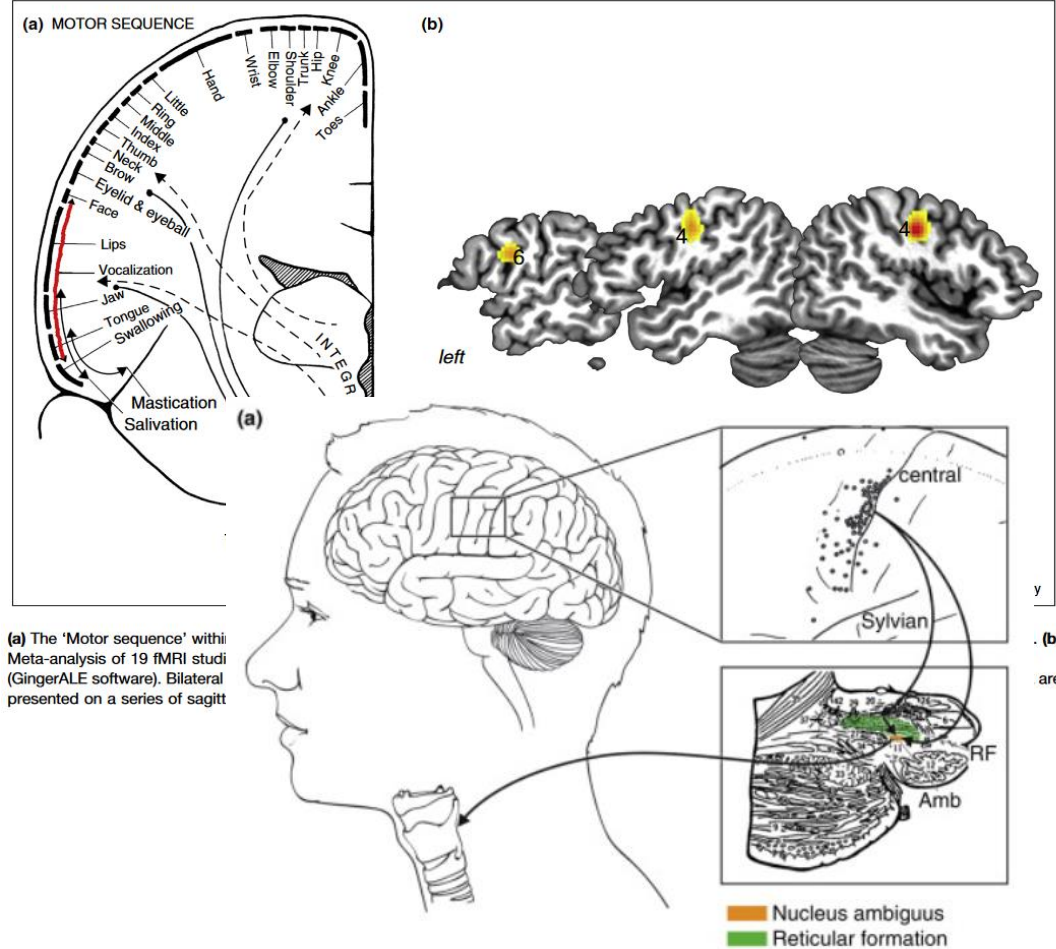 (a) MOTOR SEQUENCE
Toes
Ankle
Knee
Hip
Trunk
Shoulder
Elbow
Wrist
Hand
Little
Ring
Middle
Index
Thumb
Neck
Brow
Eyelid & eyeball
Face
Lips
Vocalization
Jaw
Tongue
Swallowing
Mastication
Salivation
INTEGR
(b)
6
4
4
left
(a)
central
Sylvian
RF
Amb
Nucleus ambiguus
Reticular formation
y
(a) The ‘Motor sequence’ withi
. (b
Meta-analysis of 19 fMRI studi
(GingerALE software). Bilateral
are
presented on a series of sagitt